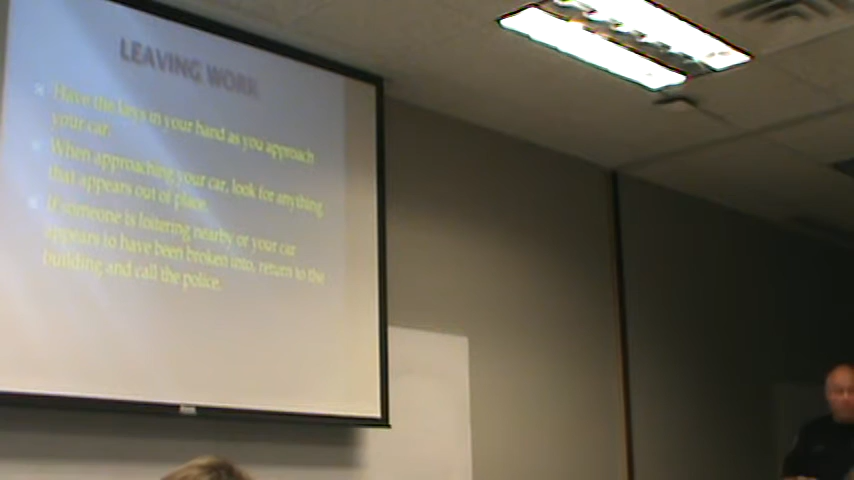 LEAVING WORK
Have the keys in your hand as you approach
your car.
When approaching your car, look for anything
that appears out of place.
If someone is loitering nearby or your car
appears to have been broken into, return to the
building and call the police.